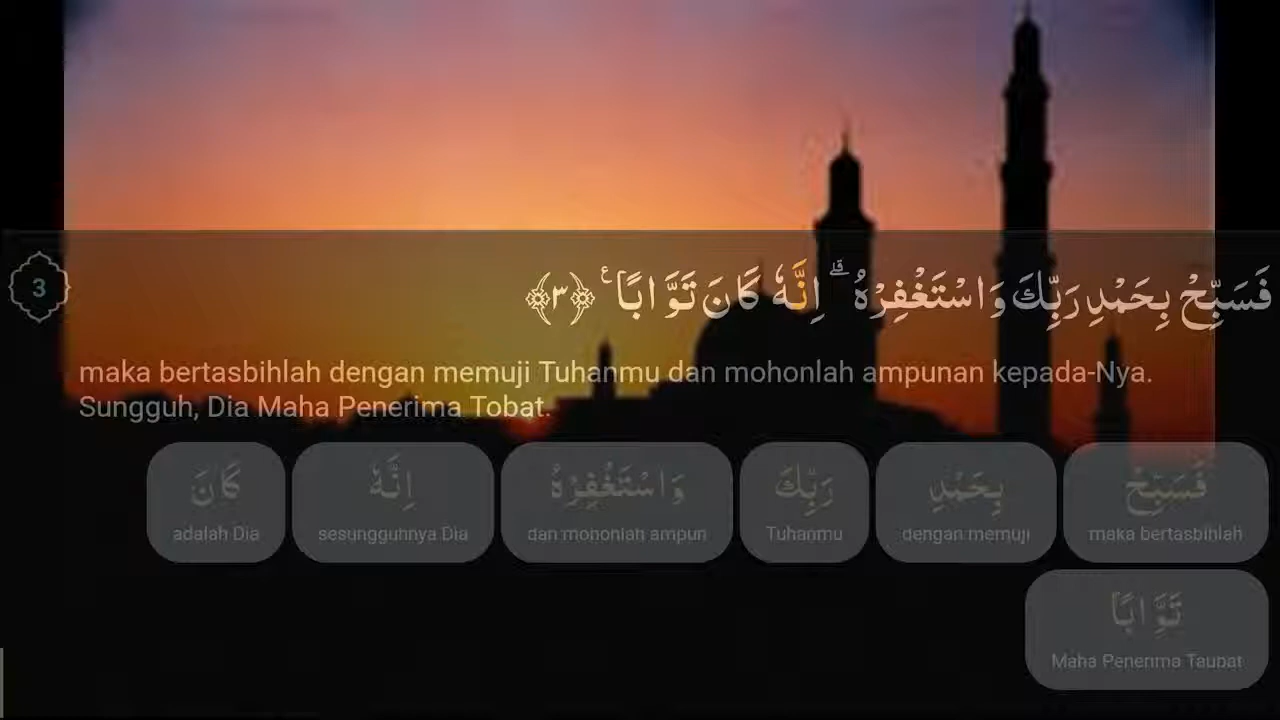 3
فَسَبِّحْ بِحَمْدِ رَبِّكَ وَاسْتَغْفِرْهُ ۗ اِنَّهٗ كَانَ تَوَّابًا ࣖ ﴿٣﴾
maka bertasbihlah dengan memuji Tuhanmu dan mohonlah ampunan kepada-Nya.
Sungguh, Dia Maha Penerima Tobat.
فَسَبِّحْ بِحَمْدِ رَبِّكَ وَاسْتَغْفِرْهُ اِنَّهٗ كَانَ
maka bertasbihlah dengan memuji Tuhanmu dan mohonlah ampun sesungguhnya Dia adalah Dia
تَوَّابًا
Maha Penerima Taubat